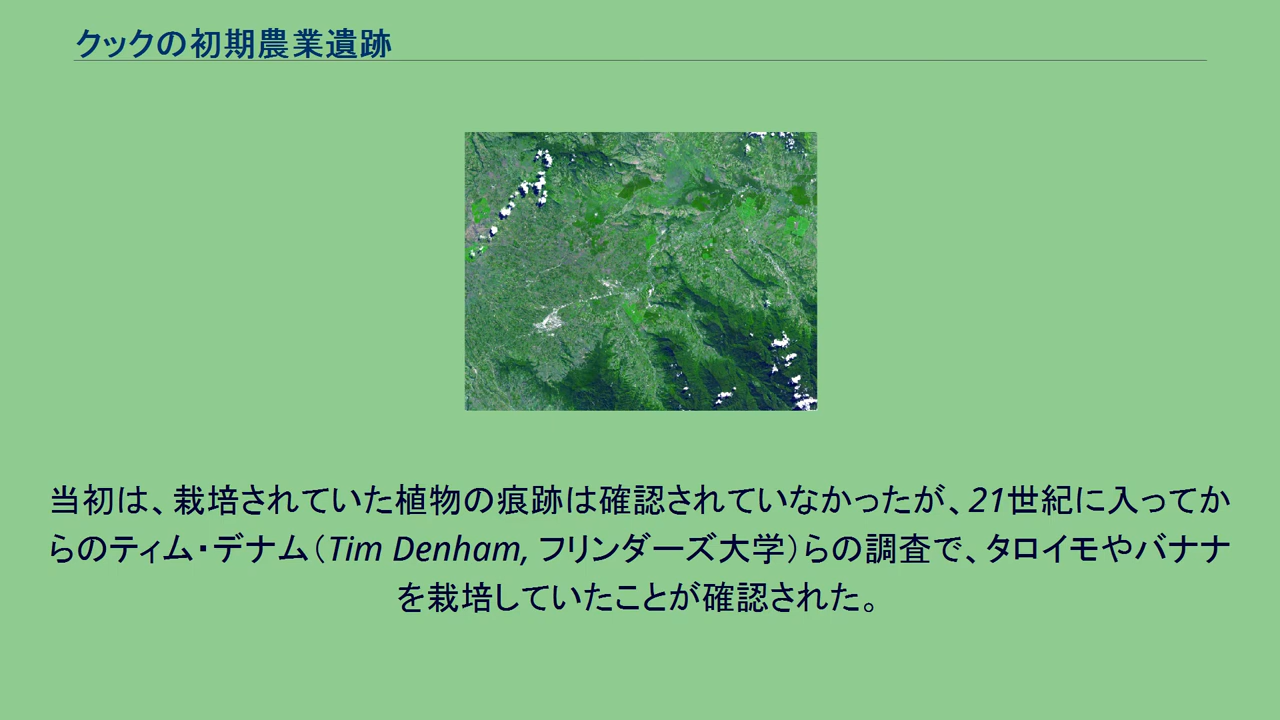 クックの初期農業遺跡
当初は、栽培されていた植物の痕跡は確認されていなかったが、21世紀に入ってか
らのティム・デナム（Tim Denham, フリンダーズ大学）らの調査で、タロイモやバナナ
を栽培していたことが確認された。